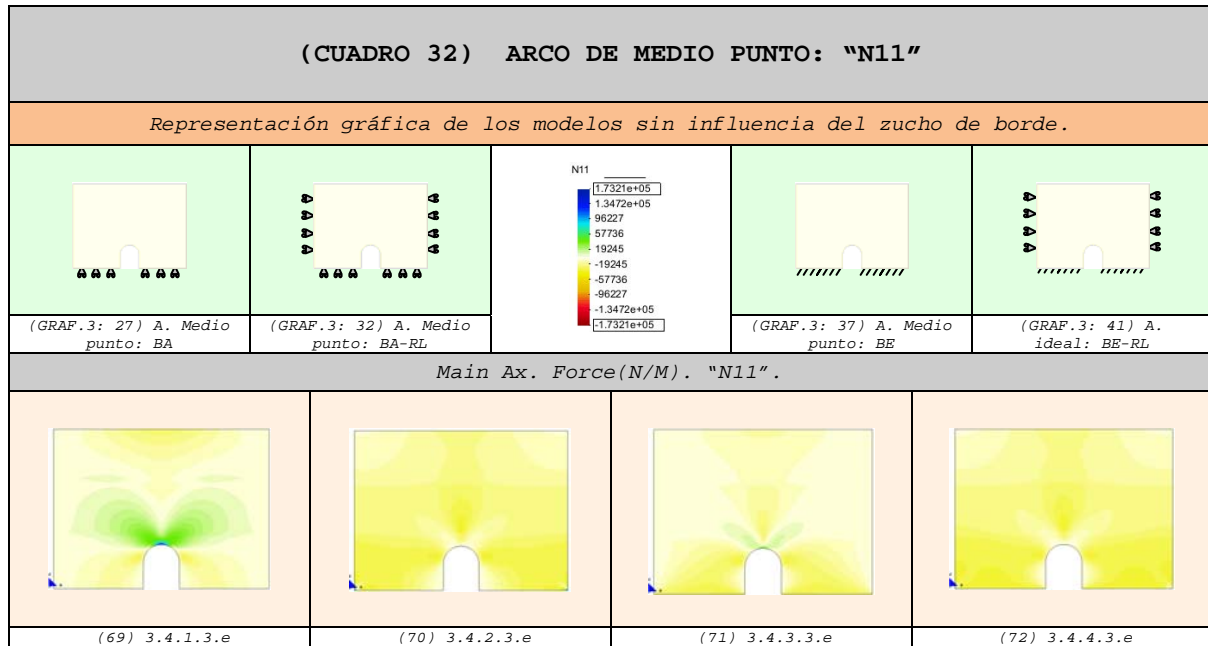 (CUADRO 32) ARCO DE MEDIO PUNTO: “N11”
Representación gráfica de los modelos sin influencia del zucho de borde.
N11
1.7321e+05
1.3472e+05
96227
57736
19245
-19245
-57736
-96227
-1.3472e+05
-1.7321e+05
(GRAF.3: 27) A. Medio
punto: BA
(GRAF.3: 32) A. Medio
punto: BA-RL
(GRAF.3: 37) A. Medio
punto: BE
(GRAF.3: 41) A.
ideal: BE-RL
Main Ax. Force(N/M). “N11”.
(69) 3.4.1.3.e
(70) 3.4.2.3.e
(71) 3.4.3.3.e
(72) 3.4.4.3.e